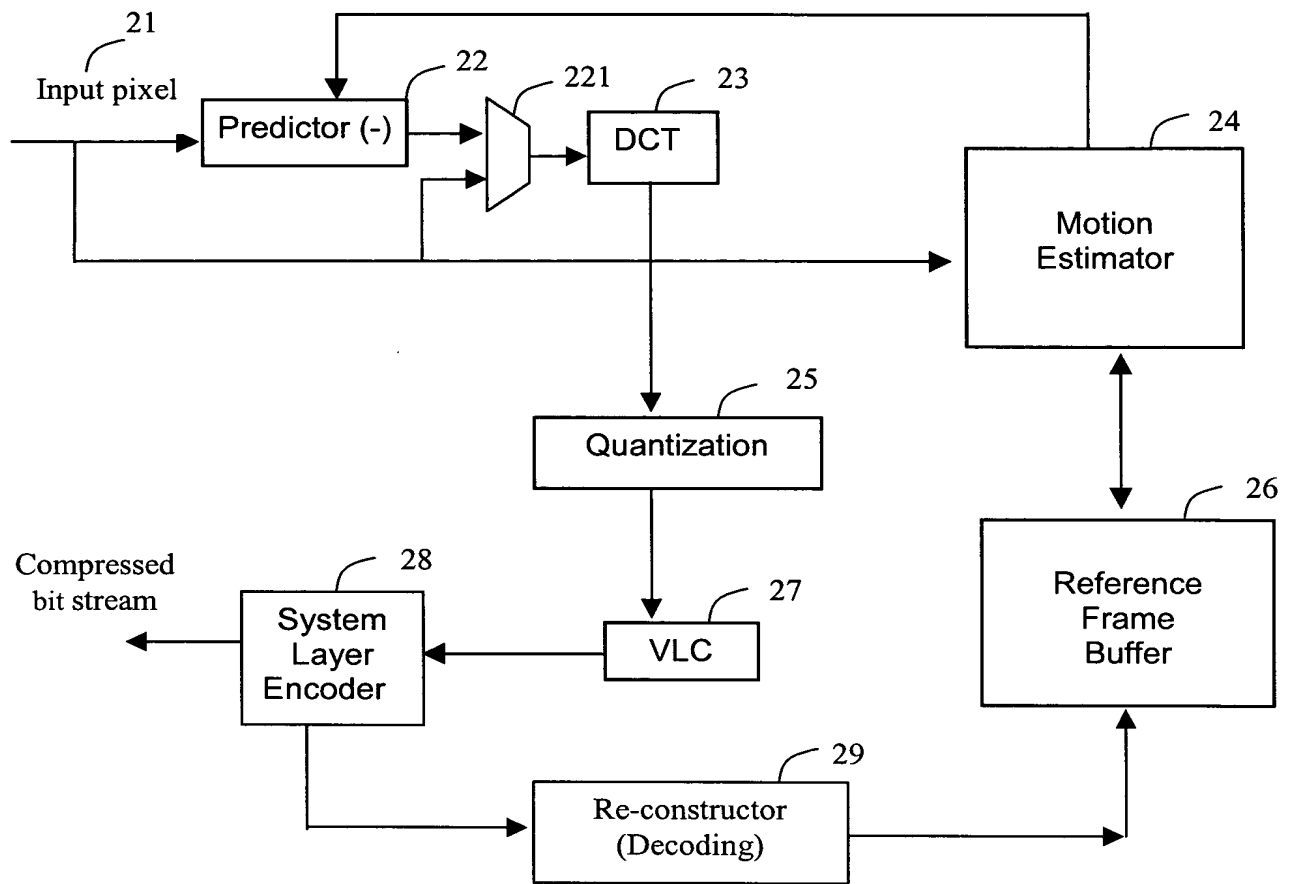 21
Input pixel
22
Predictor (-)
221
23
DCT
24
Motion
Estimator
25
Quantization
26
Reference
Frame
Buffer
Compressed
bit stream
28
System
Layer
Encoder
27
VLC
29
Re-constructor
(Decoding)